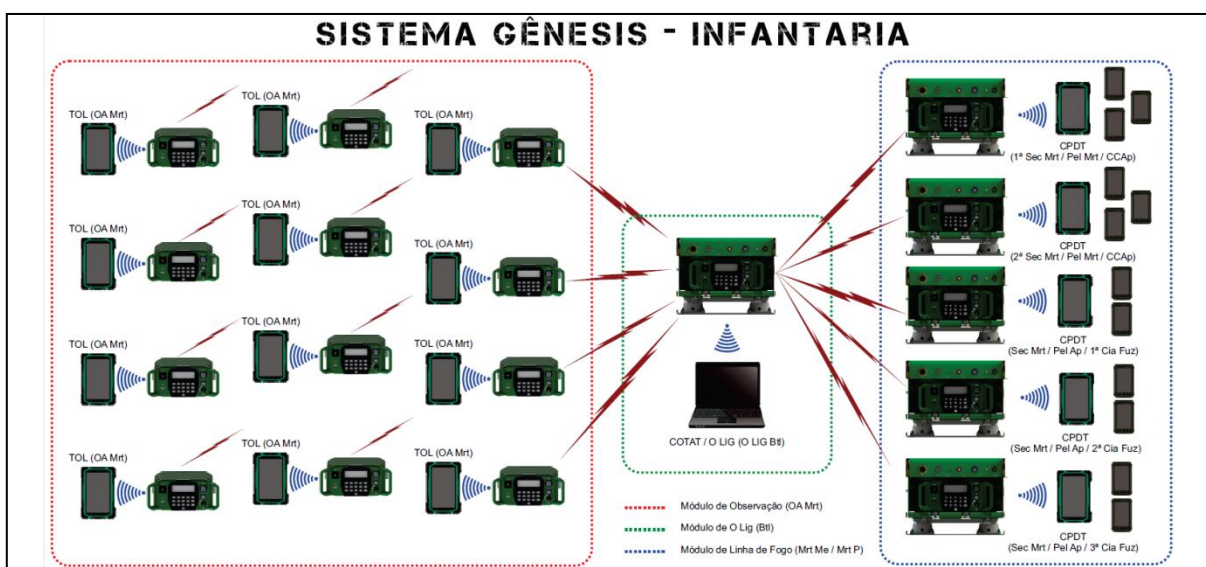 SISTEMA GÊNESIS - INFANTARIA
TOL (OA Mrt)
TOL (OA Mrt)
TOL (OA Mrt)
TOL (OA Mrt)
TOL (OA Mrt)
TOL (OA Mrt)
TOL (OA Mrt)
TOL (OA Mrt)
TOL (OA Mrt)
TOL (OA Mrt)
TOL (OA Mrt)
TOL (OA Mrt)
COTAT / O LIG (O LIG Btl)
Módulo de Observação (OA Mrt)
Módulo de O Lig (Btl)
Módulo de Linha de Fogo (Mrt Me / Mrt P)
CPDT
(1ª Sec Mrt / Pel Mrt / CCAp)
CPDT
(2ª Sec Mrt / Pel Mrt / CCAp)
CPDT
(Sec Mrt / Pel Ap / 1ª Cia Fuz)
CPDT
(Sec Mrt / Pel Ap / 2ª Cia Fuz)
CPDT
(Sec Mrt / Pel Ap / 3ª Cia Fuz)